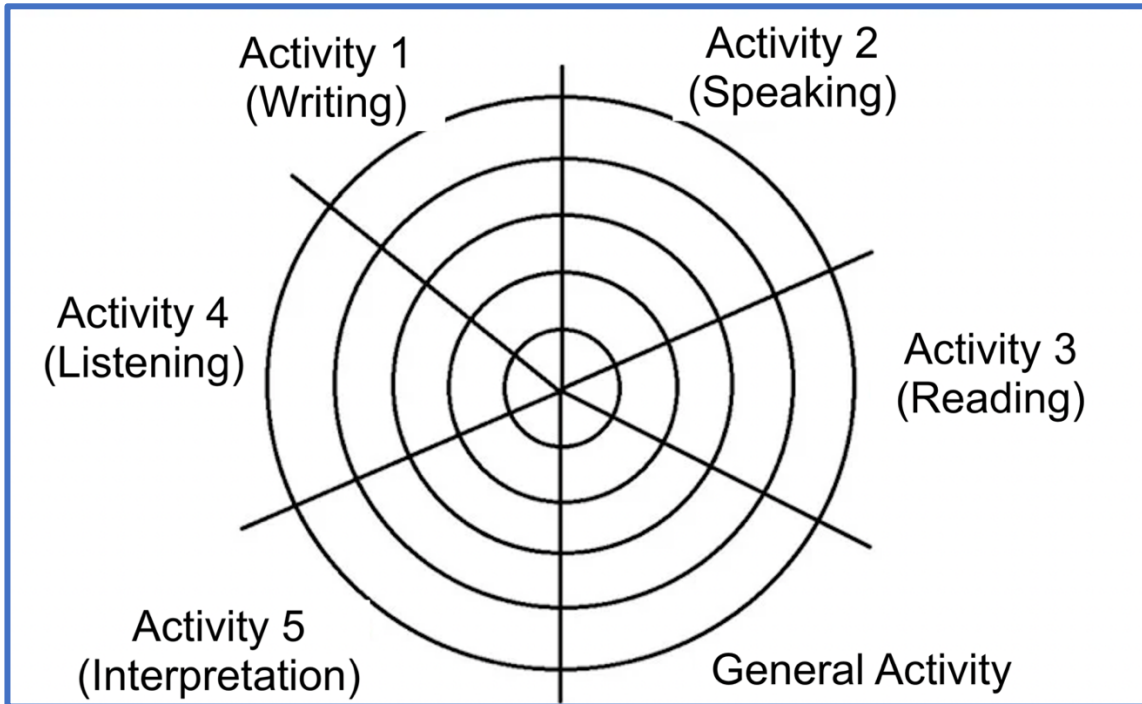 Activity 1
(Writing)
Activity 2
(Speaking)
Activity 4
(Listening)
Activity 3
(Reading)
Activity 5
(Interpretation)
General Activity